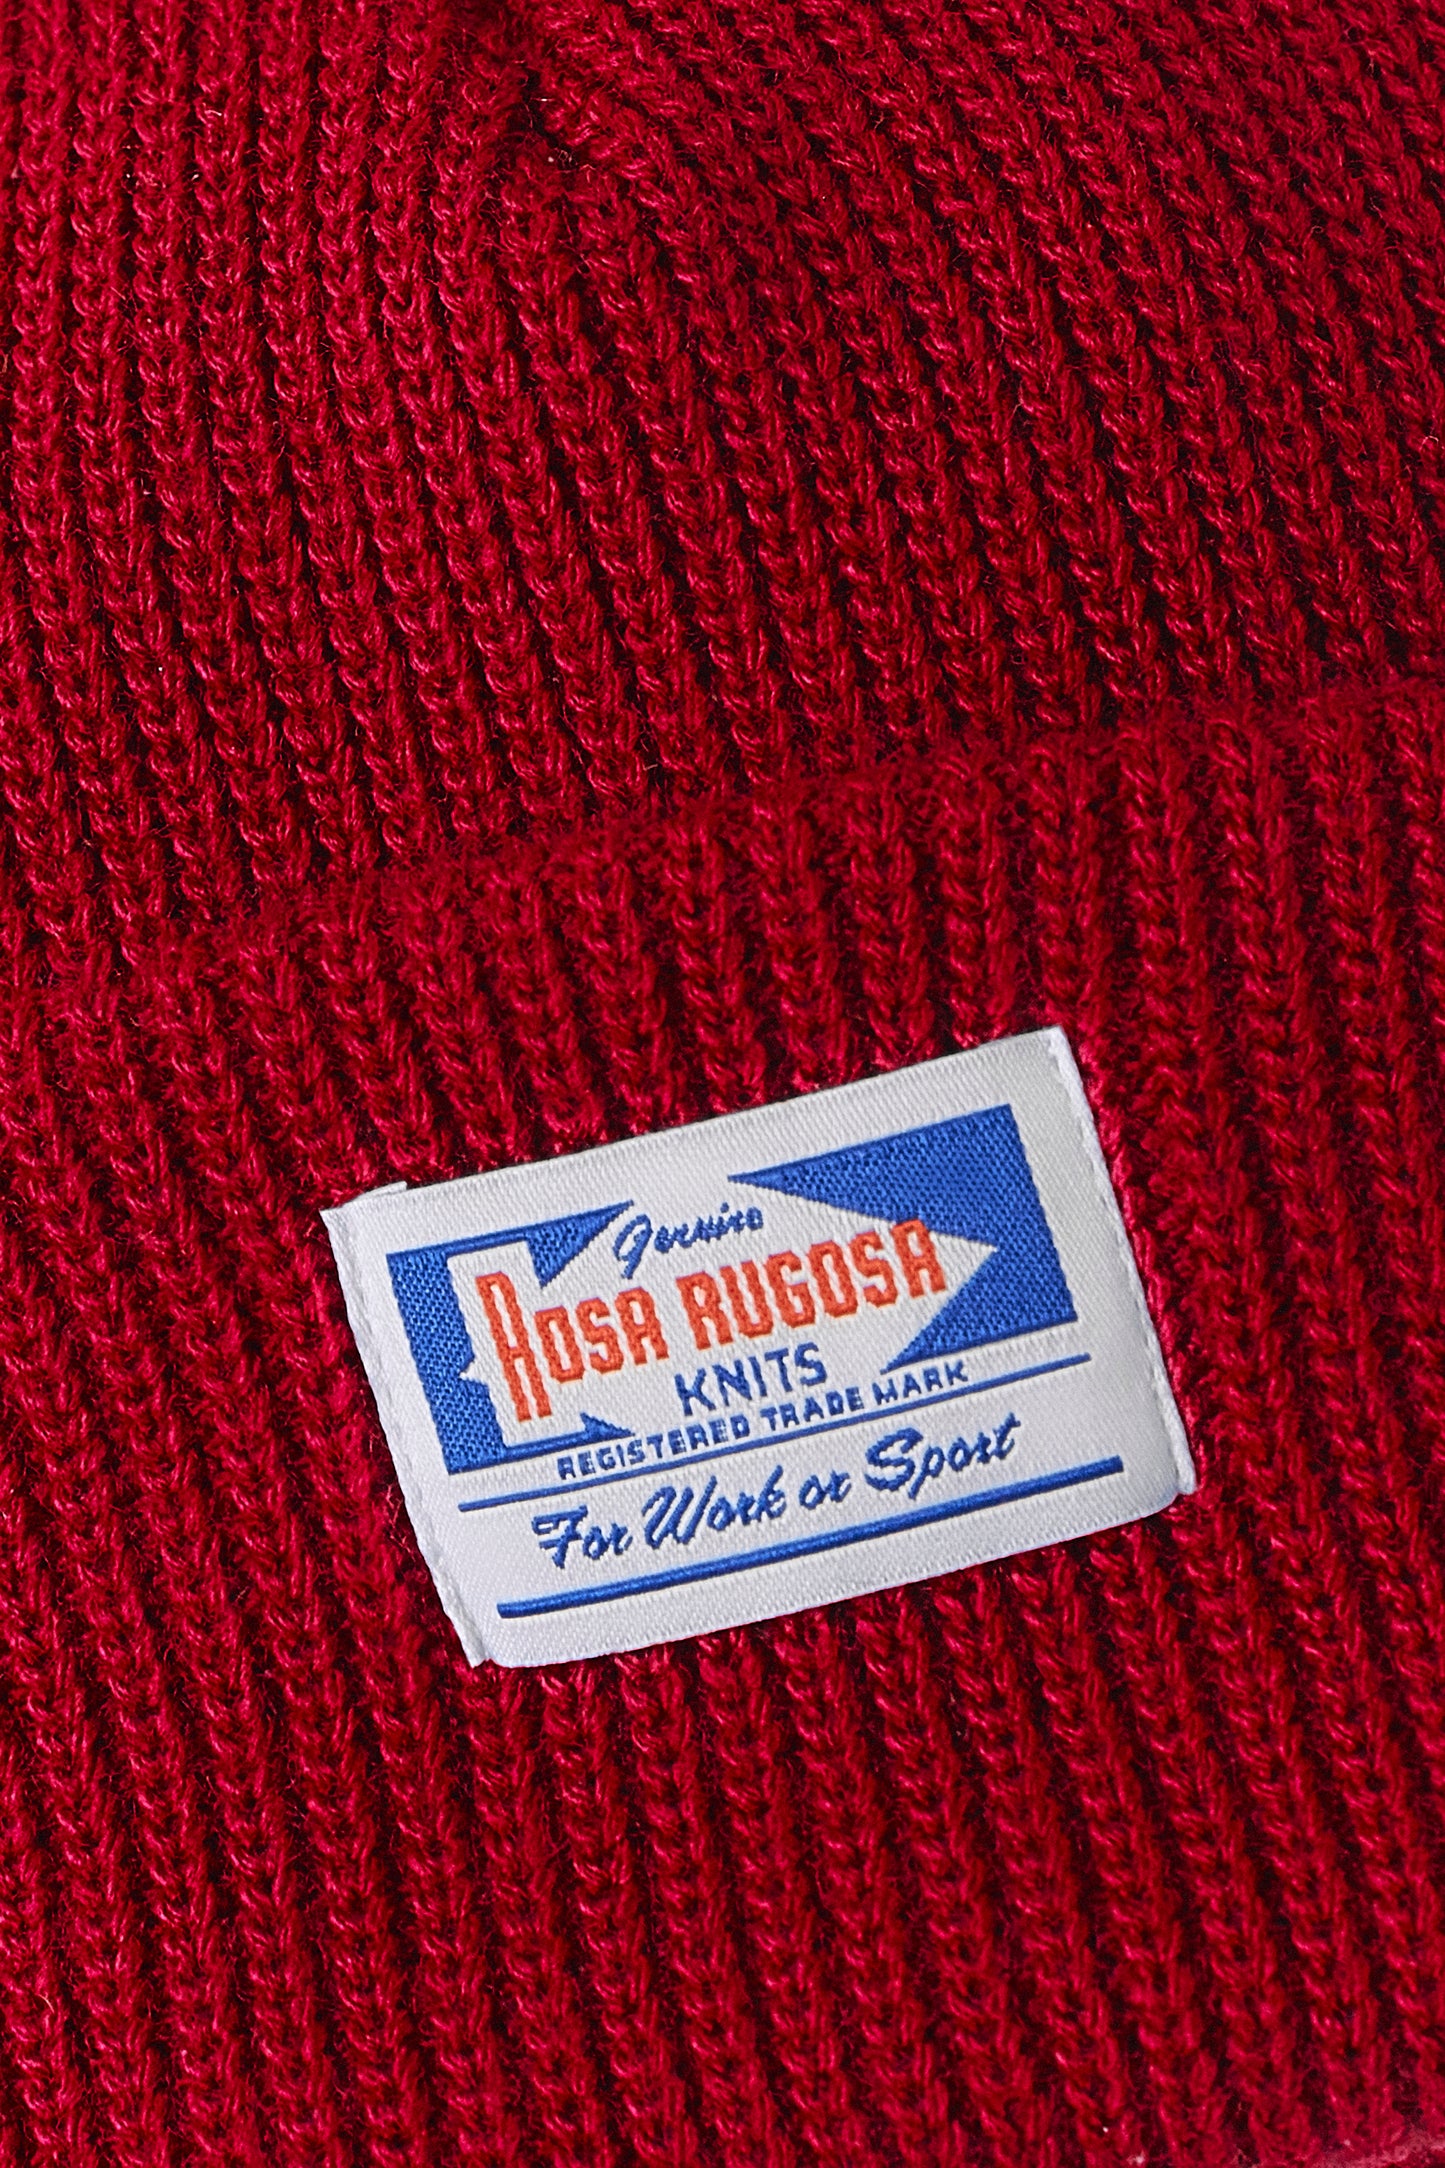 Genuine
ROSA RUGOSA
KNITS
REGISTERED TRADE MARK
For Work or Sport